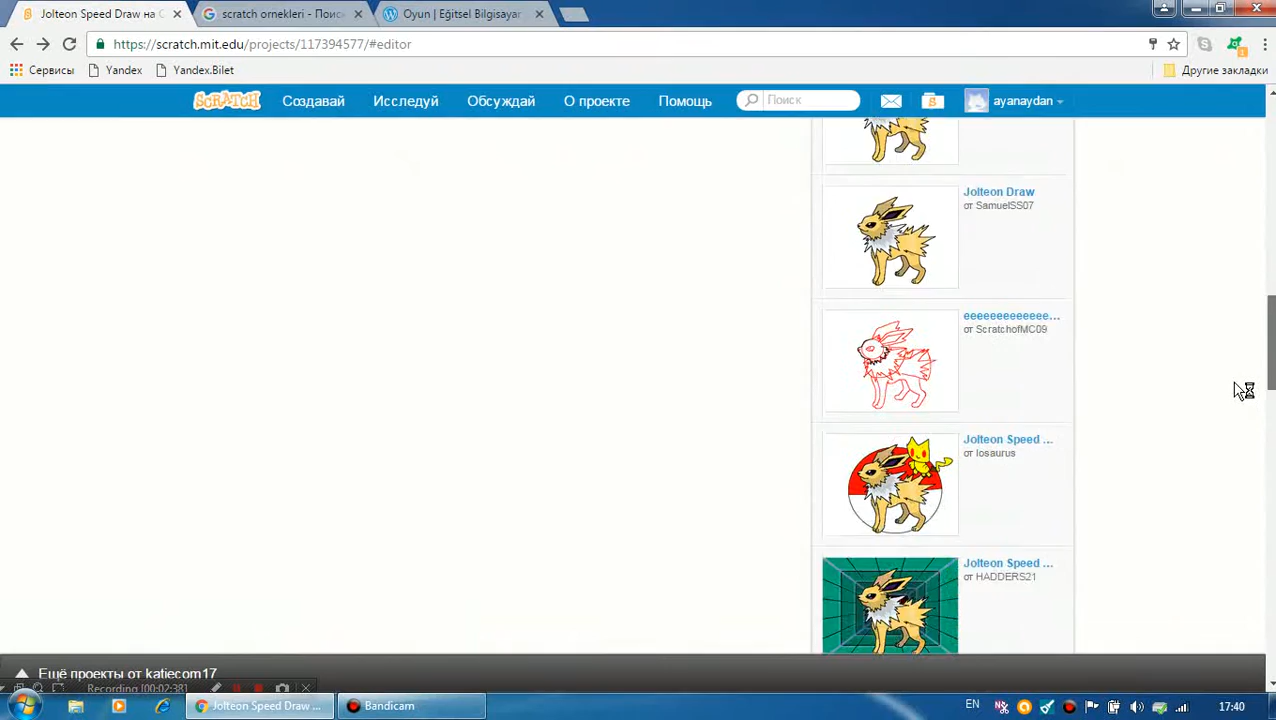 Jolteon Speed Draw на С
scratch ornekleri - Поис
Oyun | Eğitsel Bilgisayar
https://scratch.mit.edu/projects/117394577/#editor
Сервисы Yandex Yandex.Bilet Другие закладки
SCRATCH Создавай Исследуй Обсуждай О проекте Помощь Поиск ayanaydan
Jolteon Draw
от SamuelSS07
eeeeeeeeeeeee...
от ScratchofMC09
Jolteon Speed ...
от Iosaurus
Jolteon Speed ...
от HADDERS21
Ещё проекты от katiecom17
Recording [00:02:38]
Jolteon Speed Draw ... Bandicam EN 17:40